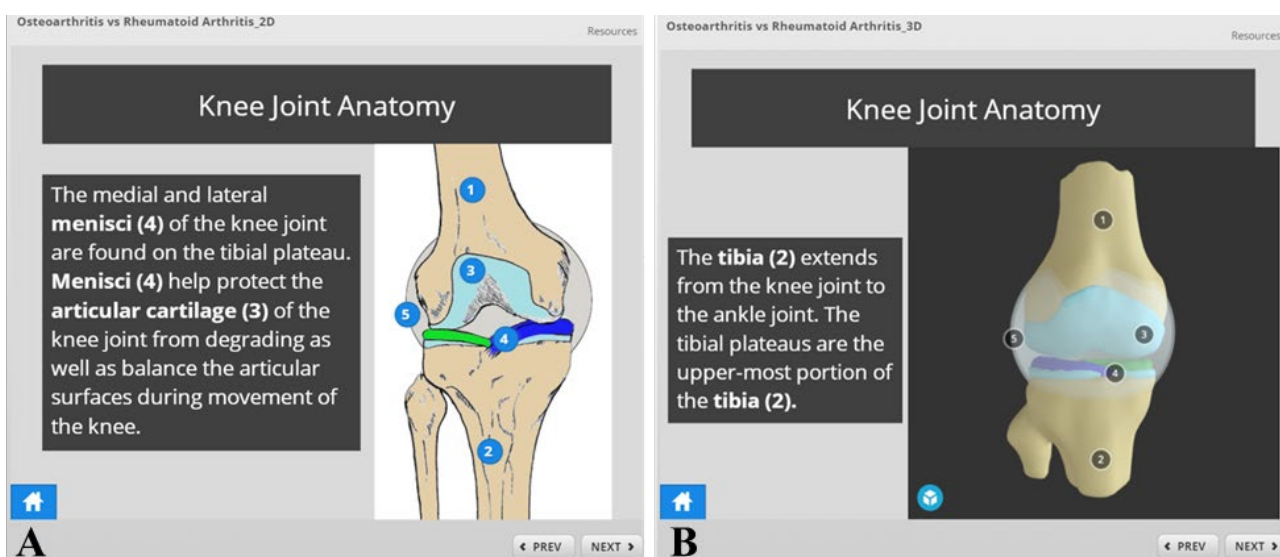 Osteoarthritis vs Rheumatoid Arthritis_2D
Resources
Knee Joint Anatomy
The medial and lateral
menisci (4) of the knee joint
are found on the tibial plateau.
Menisci (4) help protect the
articular cartilage (3) of the
knee joint from degrading as
well as balance the articular
surfaces during movement of
the knee.
1
3
5
4
2
A
PREV
NEXT
Osteoarthritis vs Rheumatoid Arthritis_3D
Resources
Knee Joint Anatomy
The tibia (2) extends
from the knee joint to
the ankle joint. The
tibial plateaus are the
upper-most portion of
the tibia (2).
1
5
3
4
2
B
PREV
NEXT